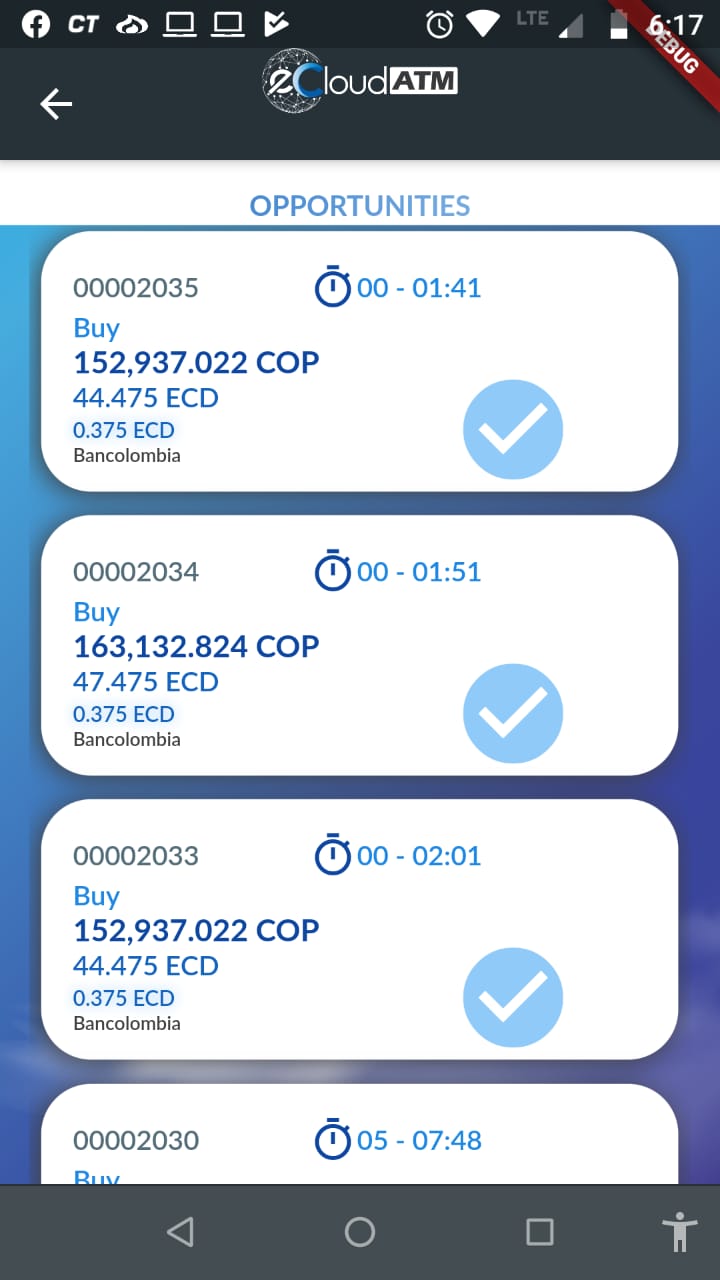 CT LTE 6:17
DEBUG
eCloudATM
OPPORTUNITIES
00002035 00 - 01:41
Buy
152,937.022 COP
44.475 ECD
0.375 ECD
Bancolombia
00002034 00 - 01:51
Buy
163,132.824 COP
47.475 ECD
0.375 ECD
Bancolombia
00002033 00 - 02:01
Buy
152,937.022 COP
44.475 ECD
0.375 ECD
Bancolombia
00002030 05 - 07:48
Buy